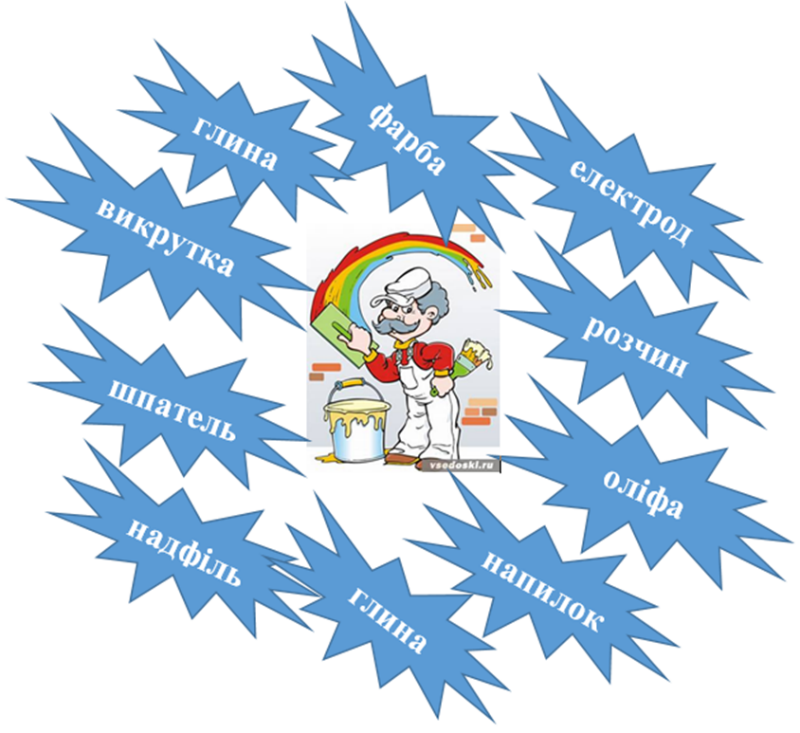 глина
фарба
електрод
викрутка
розчин
шпатель
оліфа
надфіль
глина
напилок
vsedoski.ru